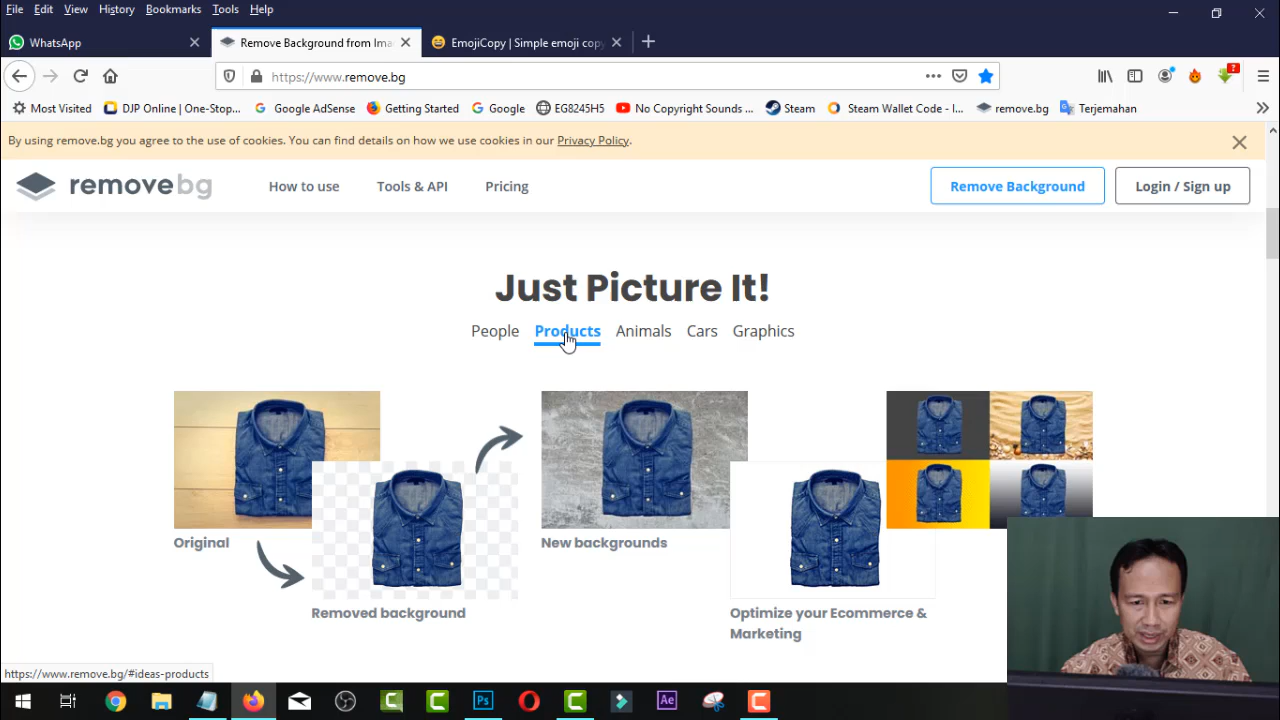 File Edit View History Bookmarks Tools Help
WhatsApp
Remove Background from Ima
EmojiCopy | Simple emoji copy
https://www.remove.bg
Most Visited
DJP Online | One-Stop...
Google AdSense
Getting Started
Google
EG8245H5
No Copyright Sounds ...
Steam
Steam Wallet Code - I...
remove.bg
Terjemahan
By using remove.bg you agree to the use of cookies. You can find details on how we use cookies in our Privacy Policy.
removebg
How to use
Tools & API
Pricing
Remove Background
Login / Sign up
Just Picture It!
People Products Animals Cars Graphics
Original
New backgrounds
Removed background
Optimize your Ecommerce &
Marketing
https://www.remove.bg/#ideas-products
Ps
Ae